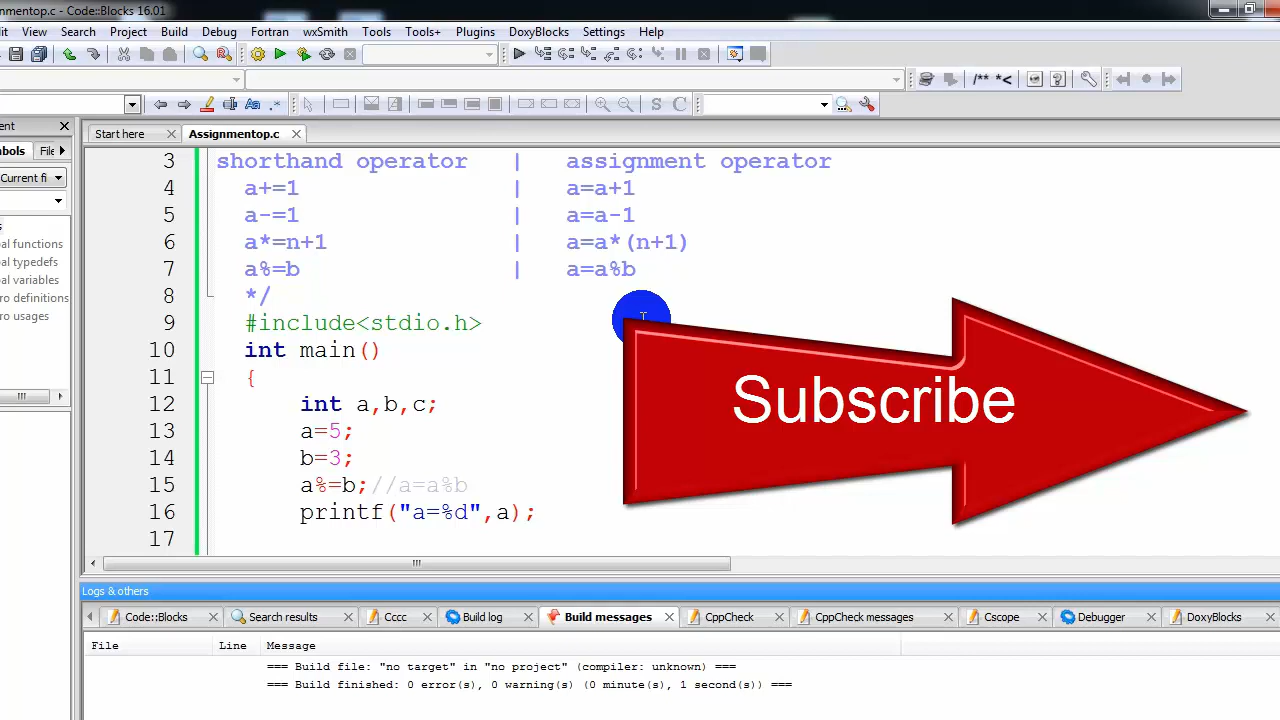 nmentop.c - Code::Blocks 16.01
it View Search Project Build Debug Fortran wxSmith Tools Tools+ Plugins DoxyBlocks Settings Help
/** *<
S C
ent
Start here Assignmentop.c
bols File
Current fi
s
bal functions
bal typedefs
bal variables
ro definitions
ro usages
3 shorthand operator | assignment operator
4 a+=1 | a=a+1
5 a-=1 | a=a-1
6 a*=n+1 | a=a*(n+1)
7 a%=b | a=a%b
8 */
9 #include<stdio.h>
10 int main()
11 {
12 int a,b,c;
13 a=5;
14 b=3;
15 a%=b;//a=a%b
16 printf("a=%d",a);
17
Subscribe
Logs & others
Code::Blocks Search results Cccc Build log Build messages CppCheck CppCheck messages Cscope Debugger DoxyBlocks
File Line Message
=== Build file: "no target" in "no project" (compiler: unknown) ===
=== Build finished: 0 error(s), 0 warning(s) (0 minute(s), 1 second(s)) ===